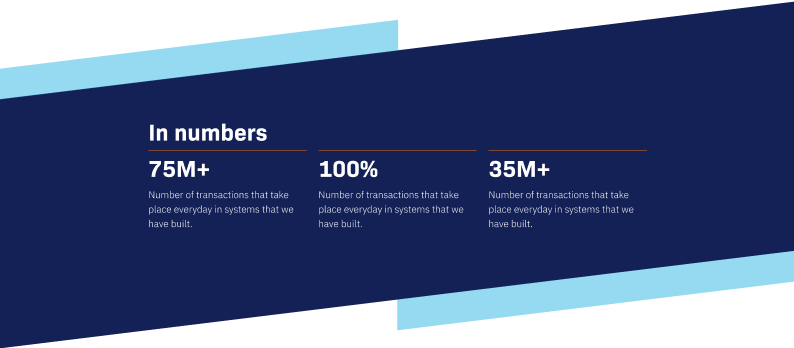 In numbers
75M+
Number of transactions that take
place everyday in systems that we
have built.
100%
Number of transactions that take
place everyday in systems that we
have built.
35M+
Number of transactions that take
place everyday in systems that we
have built.